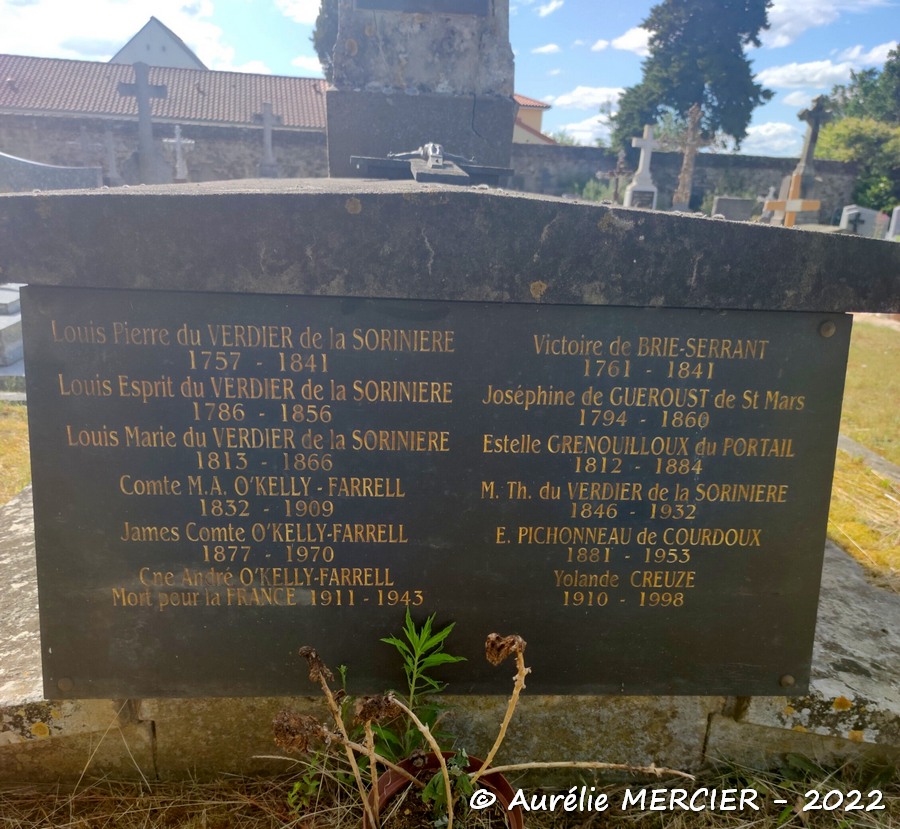 Louis Pierre du VERDIER de la SORINIERE
1757 - 1841
Louis Esprit du VERDIER de la SORINIERE
1786 - 1856
Louis Marie du VERDIER de la SORINIERE
1813 - 1866
Comte M.A. O'KELLY - FARRELL
1832 - 1909
James Comte O'KELLY-FARRELL
1877 - 1970
Cne André O'KELLY-FARRELL
Mort pour la FRANCE 1911 - 1943
Victoire de BRIE-SERRANT
1761 - 1841
Joséphine de GUEROUST de St Mars
1794 - 1860
Estelle GRENOUILLOUX du PORTAIL
1812 - 1884
M. Th. du VERDIER de la SORINIERE
1846 - 1932
E. PICHONNEAU de COURDOUX
1881 - 1953
Yolande CREUZE
1910 - 1998
© Aurélie MERCIER - 2022